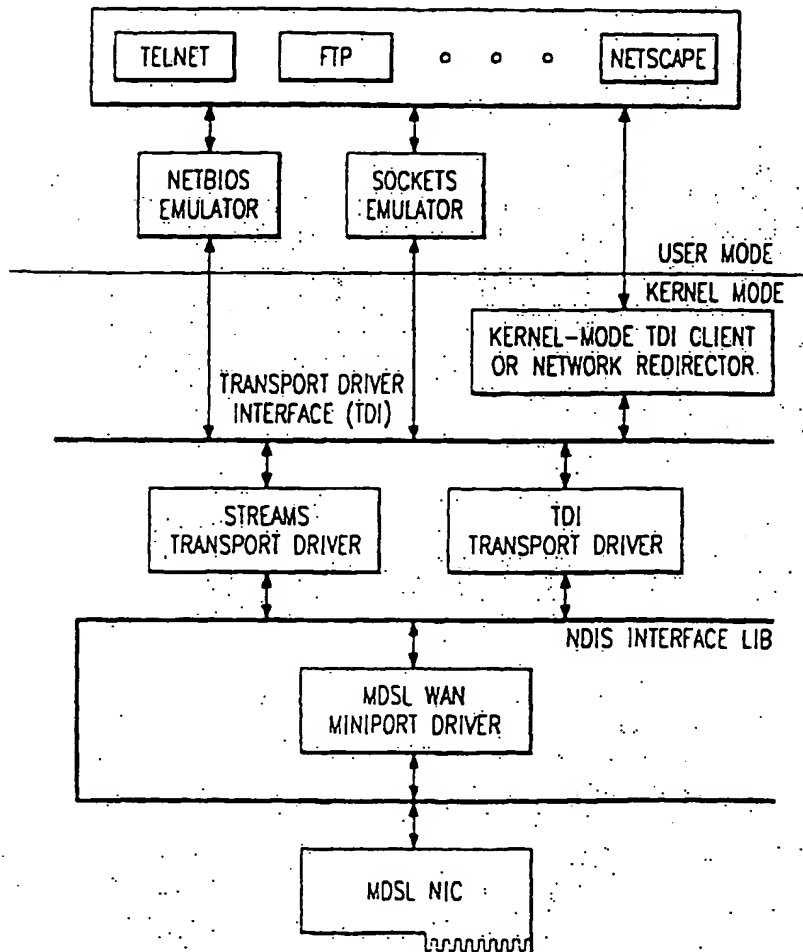 TELNET
FTP
NETSCAPE
NETBIOS
EMULATOR
SOCKETS
EMULATOR
USER MODE
KERNEL MODE
KERNEL-MODE TDI CLIENT
OR NETWORK REDIRECTOR
TRANSPORT DRIVER
INTERFACE (TDI)
STREAMS
TRANSPORT DRIVER
TDI
TRANSPORT DRIVER
NDIS INTERFACE LIB
MDSL WAN
MINIPORT DRIVER
MDSL NIC